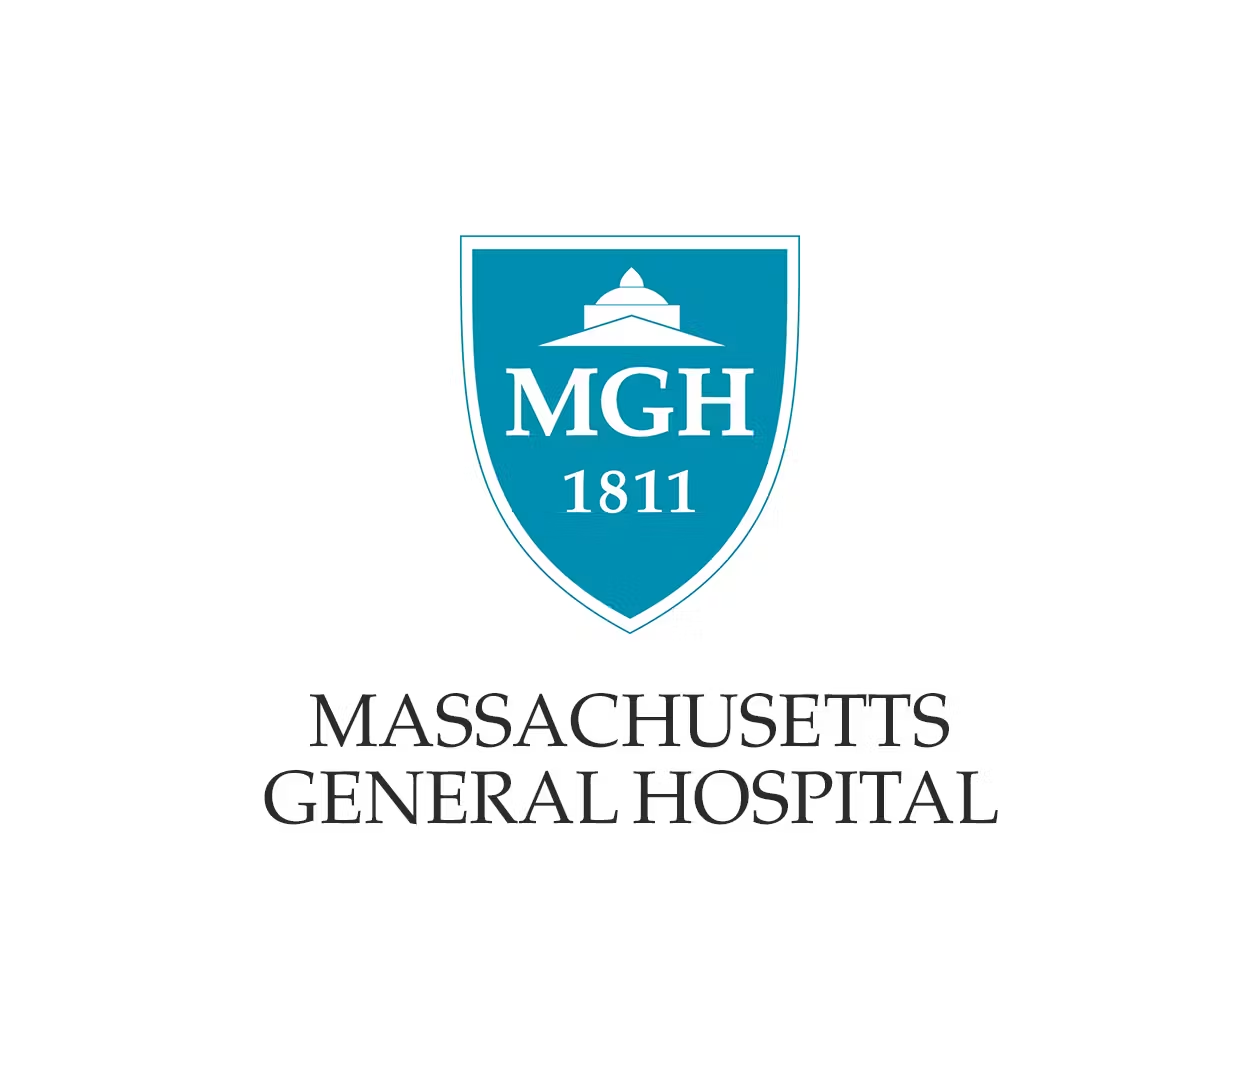 MGH
1811
MASSACHUSETTS
GENERAL HOSPITAL